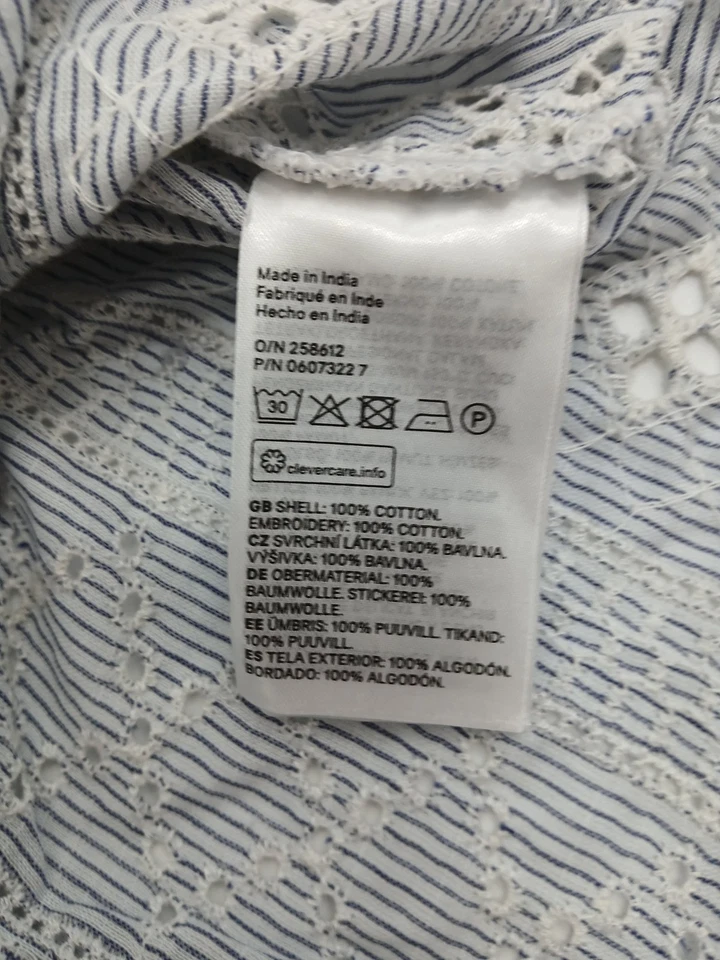 Made in India
Fabriqué en Inde
Hecho en India
O/N 258612
P/N 0607322 7
30
P
clevercare.info
GB SHELL: 100% COTTON.
EMBROIDERY: 100% COTTON.
CZ SVRCHNÍ LÁTKA: 100% BAVLNA.
VÝŠIVKA: 100% BAVLNA.
DE OBERMATERIAL: 100%
BAUMWOLLE. STICKEREI: 100%
BAUMWOLLE.
EE ÜMBRIS: 100% PUUVILL. TIKAND:
100% PUUVILL.
ES TELA EXTERIOR: 100% ALGODÓN.
BORDADO: 100% ALGODÓN.